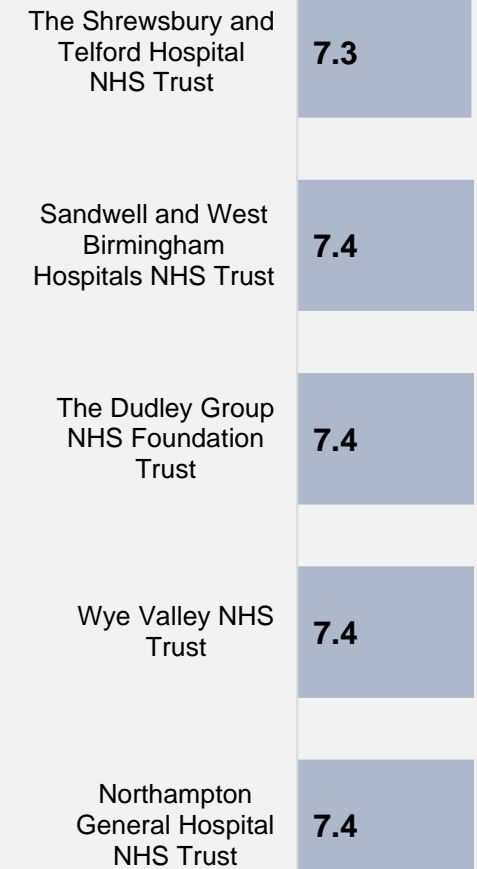 The Shrewsbury and
Telford Hospital
NHS Trust
7.3
Sandwell and West
Birmingham
Hospitals NHS Trust
7.4
The Dudley Group
NHS Foundation
Trust
7.4
Wye Valley NHS
Trust
7.4
Northampton
General Hospital
NHS Trust
7.4